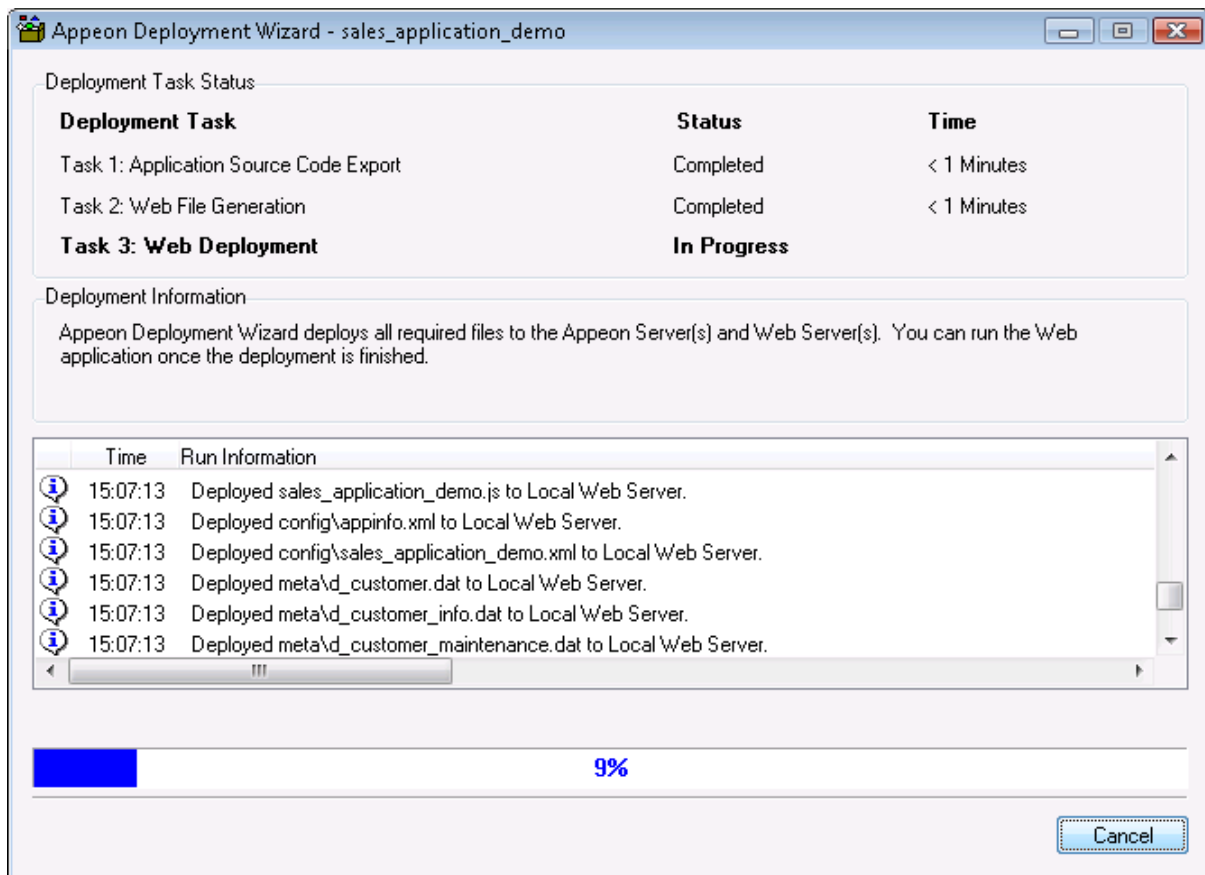 Appeon Deployment Wizard - sales_application_demo
Deployment Task Status
Deployment Task Status Time
Task 1: Application Source Code Export Completed < 1 Minutes
Task 2: Web File Generation Completed < 1 Minutes
Task 3: Web Deployment In Progress
Deployment Information
Appeon Deployment Wizard deploys all required files to the Appeon Server(s) and Web Server(s).  You can run the Web
application once the deployment is finished.
Time Run Information
15:07:13 Deployed sales_application_demo.js to Local Web Server.
15:07:13 Deployed config\appinfo.xml to Local Web Server.
15:07:13 Deployed config\sales_application_demo.xml to Local Web Server.
15:07:13 Deployed meta\d_customer.dat to Local Web Server.
15:07:13 Deployed meta\d_customer_info.dat to Local Web Server.
15:07:13 Deployed meta\d_customer_maintenance.dat to Local Web Server.
9%
Cancel